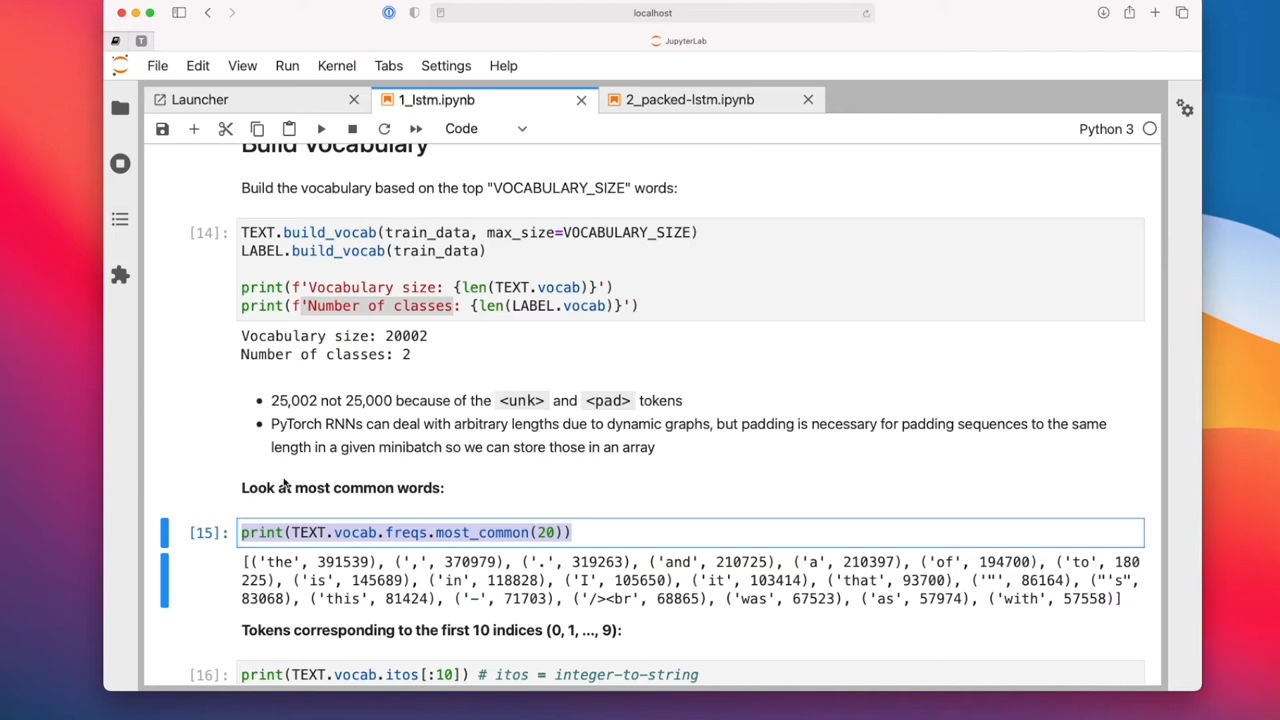 localhost
T
JupyterLab
File Edit View Run Kernel Tabs Settings Help
Launcher 1_lstm.ipynb 2_packed-lstm.ipynb
Code Python 3
Build Vocabulary
Build the vocabulary based on the top "VOCABULARY_SIZE" words:
[14]: TEXT.build_vocab(train_data, max_size=VOCABULARY_SIZE)
LABEL.build_vocab(train_data)
print(f'Vocabulary size: {len(TEXT.vocab)}')
print(f'Number of classes: {len(LABEL.vocab)}')
Vocabulary size: 20002
Number of classes: 2
• 25,002 not 25,000 because of the <unk> and <pad> tokens
• PyTorch RNNs can deal with arbitrary lengths due to dynamic graphs, but padding is necessary for padding sequences to the same
length in a given minibatch so we can store those in an array
Look at most common words:
[15]: print(TEXT.vocab.freqs.most_common(20))
[('the', 391539), (',', 370979), ('.', 319263), ('and', 210725), ('a', 210397), ('of', 194700), ('to', 180
225), ('is', 145689), ('in', 118828), ('I', 105650), ('it', 103414), ('that', 93700), ('"', 86164), ("'s",
83068), ('this', 81424), ('-', 71703), ('/><br', 68865), ('was', 67523), ('as', 57974), ('with', 57558)]
Tokens corresponding to the first 10 indices (0, 1, ..., 9):
[16]: print(TEXT.vocab.itos[:10]) # itos = integer-to-string